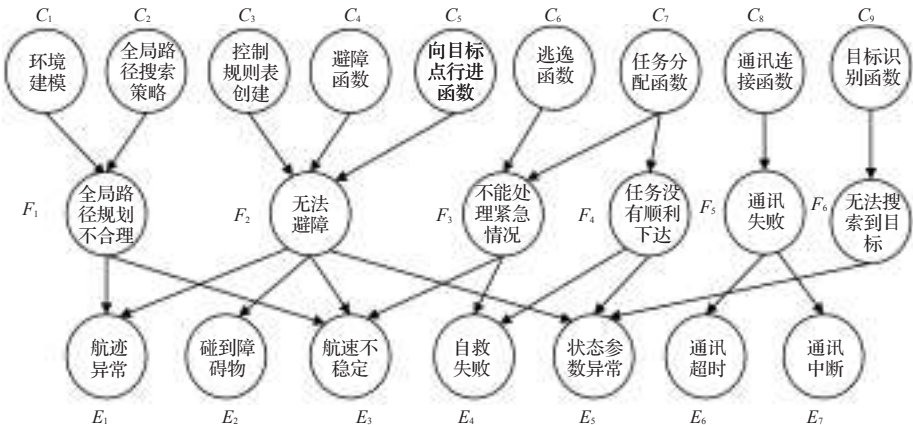 C1 C2 C3 C4 C5 C6 C7 C8 C9
环境
建模
全局路
径搜索
策略
控制
规则表
创建
避障
函数
向目标
点行进
函数
逃逸
函数
任务分
配函数
通讯连
接函数
目标识
别函数
F1
全局路
径规划
不合理
F2
无法
避障
F3
不能处
理紧急
情况
F4
任务没
有顺利
下达
F5
通讯
失败
F6
无法搜
索到目
标
航迹
异常
碰到障
碍物
航速不
稳定
自救
失败
状态参
数异常
通讯
超时
通讯
中断
E1 E2 E3 E4 E5 E6 E7